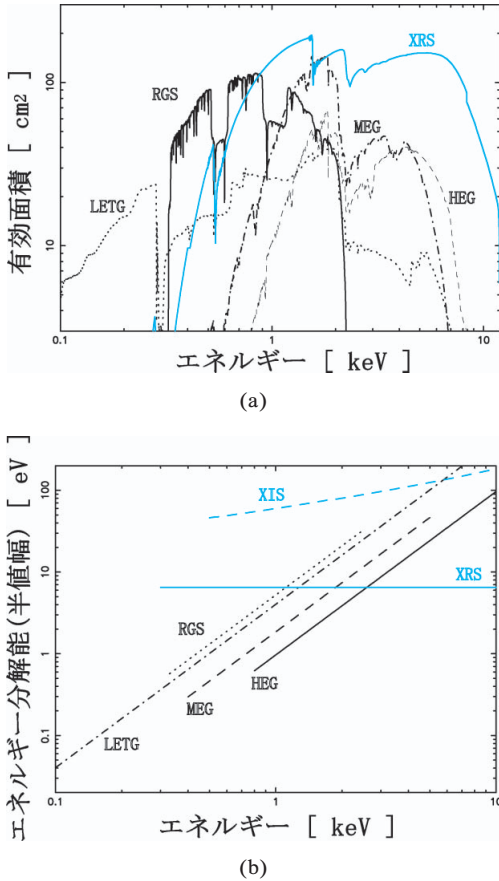 有効面積 [ cm2 ]
100
10
RGS
XRS
MEG
HEG
LETG
0.1
1
10
エネルギー [ keV ]
(a)
エネルギー分解能(半値幅) [ eV ]
100
10
1
0.1
XIS
XRS
RGS
HEG
MEG
LETG
0.1
1
10
エネルギー [ keV ]
(b)